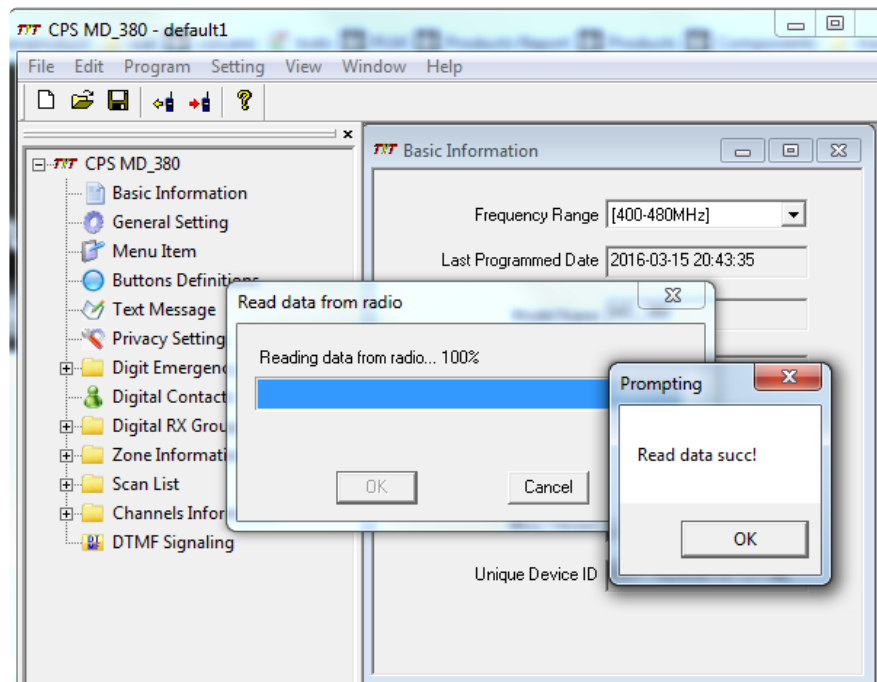 TYT CPS MD_380 - default1
File Edit Program Setting View Window Help
TYT CPS MD_380
Basic Information
General Setting
Menu Item
Buttons Definitions
Text Message
Privacy Setting
Digit Emergenc
Digital Contact
Digital RX Grou
Zone Informati
Scan List
Channels Infor
DTMF Signaling
TYT Basic Information
Frequency Range [400-480MHz]
Last Programmed Date 2016-03-15 20:43:35
Read data from radio
Reading data from radio... 100%
OK Cancel
Prompting
Read data succ!
OK
Unique Device ID